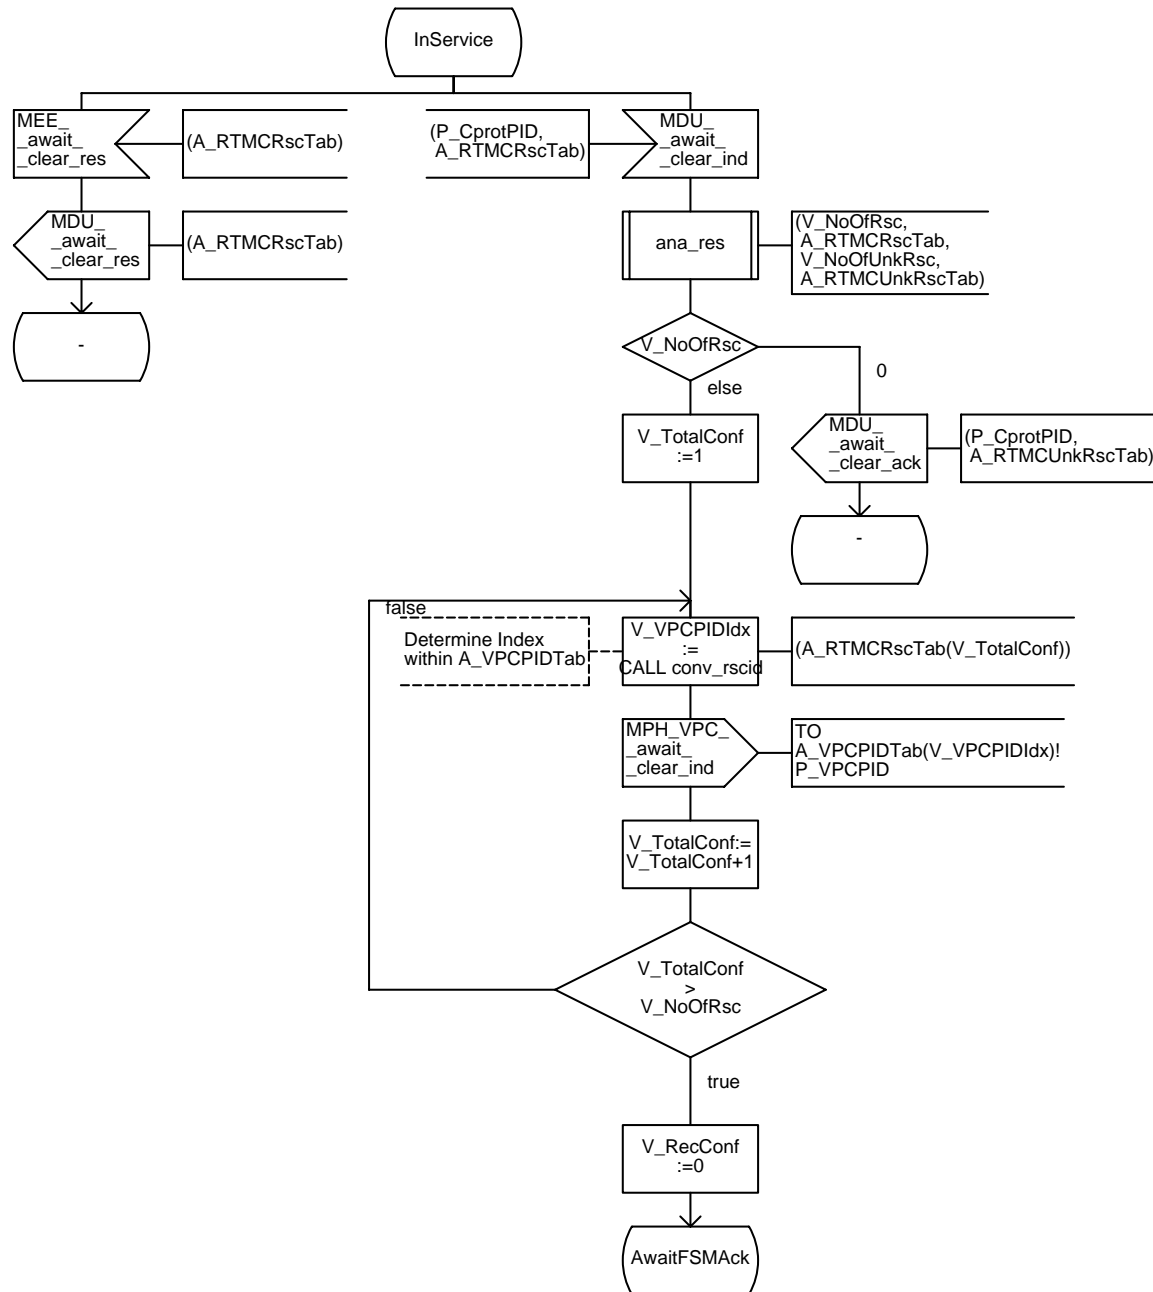 InService
MEE_
_await_
_clear_res
(A_RTMCRscTab)
(P_CprotPID,
A_RTMCRscTab)
MDU_
_await_
_clear_ind
MDU_
_await_
_clear_res
(A_RTMCRscTab)
ana_res
(V_NoOfRsc,
A_RTMCRscTab,
V_NoOfUnkRsc,
A_RTMCUnkRscTab)
-
V_NoOfRsc
0
else
V_TotalConf
:=1
MDU_
_await_
_clear_ack
(P_CprotPID,
A_RTMCUnkRscTab)
-
false
Determine Index
within A_VPCPIDTab
V_VPCPIDIdx
:=
CALL conv_rscid
(A_RTMCRscTab(V_TotalConf))
MPH_VPC_
_await_
_clear_ind
TO
A_VPCPIDTab(V_VPCPIDIdx)!
P_VPCPID
V_TotalConf:=
V_TotalConf+1
V_TotalConf
>
V_NoOfRsc
true
V_RecConf
:=0
AwaitFSMAck